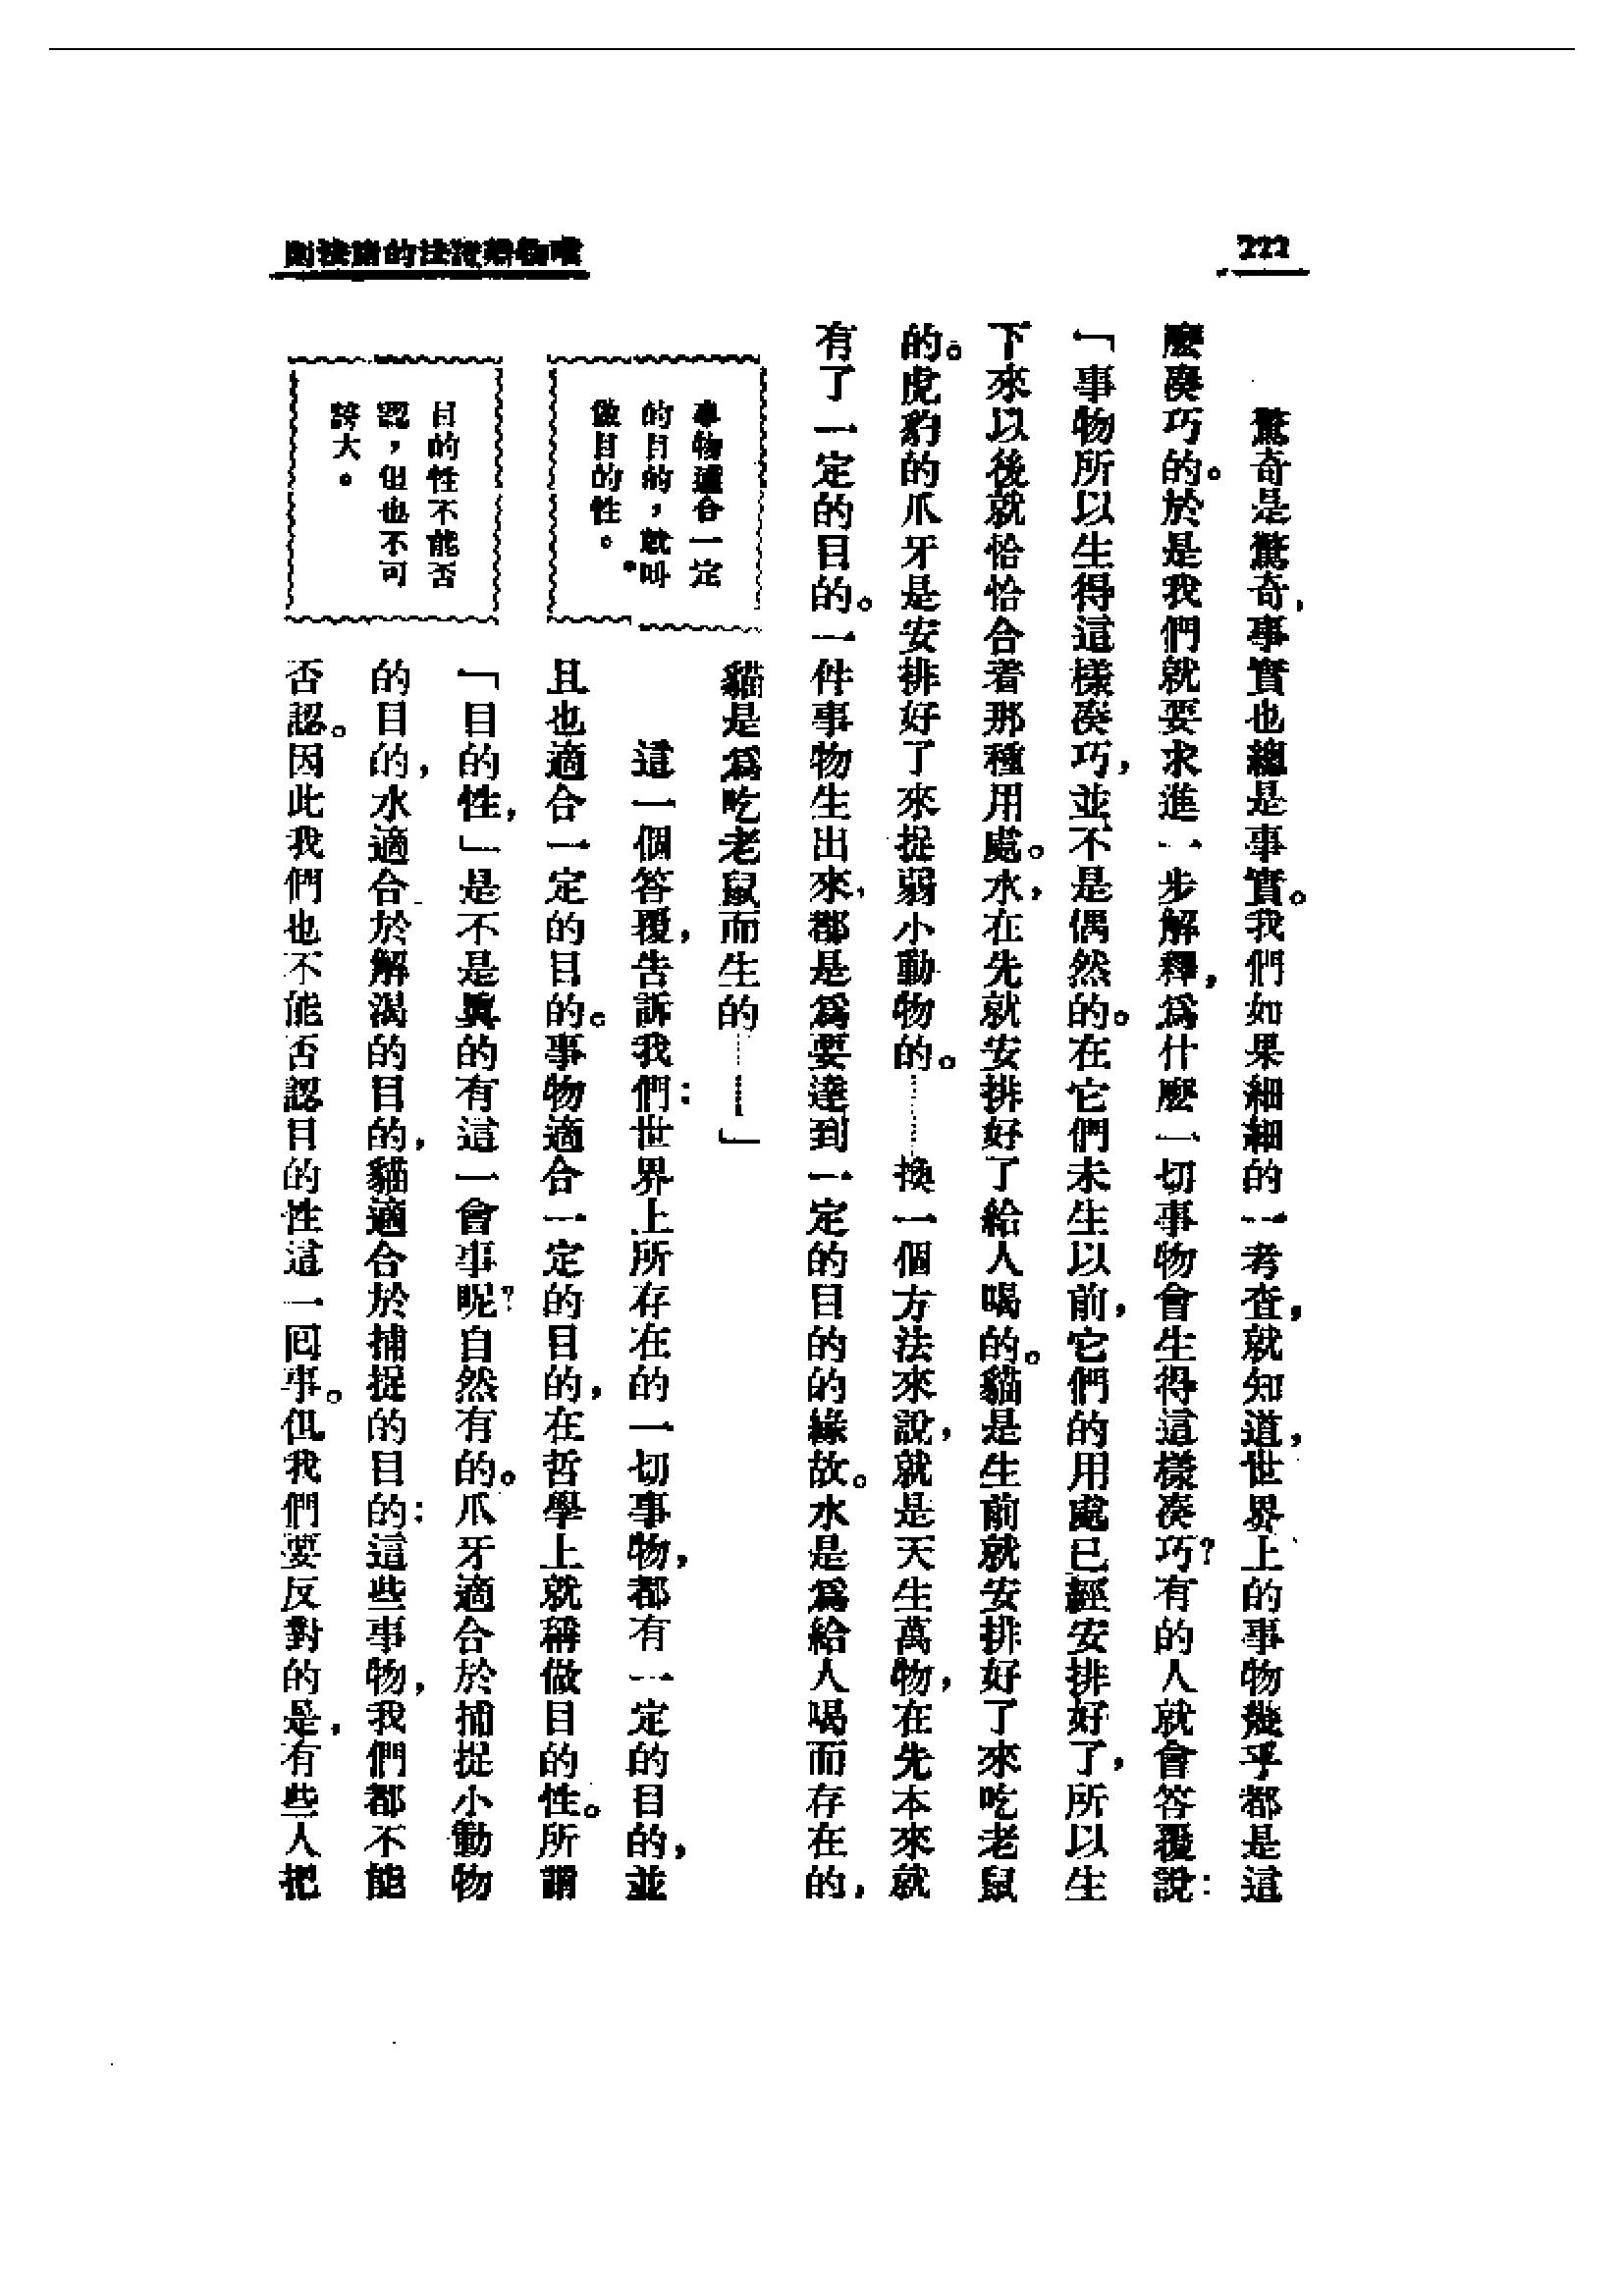 222
則法諸的法證辯物唯
驚奇是驚奇，事實也總是事實。我們如果細細的一考查，就知道，世界上的事物幾乎都是這
麽湊巧的。於是我們就要求進一步解釋，爲什麽一切事物會生得這樣湊巧？有的人就會答覆說：
「事物所以生得這樣湊巧，並不是偶然的。在它們未生以前，它們的用處已經安排好了，所以生
下來以後就恰恰合着那種用處。水，在先就安排好了給人喝的。貓是生前就安排好了來吃老鼠
的。虎豹的爪牙是安排好了來捉弱小動物的。……換一個方法來說，就是天生萬物，在先本來就
有了一定的目的。一件事物生出來，都是爲要達到一定的目的的緣故。水是爲給人喝而存在的，
貓是爲吃老鼠而生的……」
事物適合一定
的目的，就叫
做目的性。
這一個答覆，告訴我們：世界上所存在的一切事物，都有一定的目的，並
且也適合一定的目的。事物適合一定的目的，在哲學上就稱做目的性。所謂
「目的性，」是不是眞的有這一會事呢？自然有的。爪牙適合於捕捉小動物
目的性不能否
認，但也不可
誇大。
的目的，水適合於解渴的目的，貓適合於捕捉的目的：這些事物，我們都不能
否認。因此我們也不能否認目的性這一回事。但我們要反對的是，有些人把